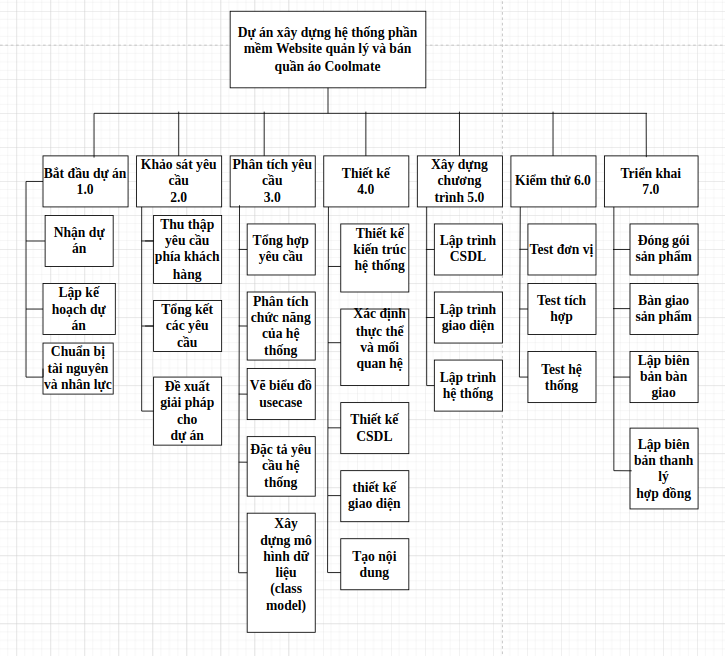 Dự án xây dựng hệ thống phần
mềm Website quản lý và bán
quần áo Coolmate
Bắt đầu dự án
1.0
Nhận dự
án
Lập kế
hoạch dự
án
Chuẩn bị
tài nguyên
và nhân lực
Khảo sát yêu
cầu
2.0
Thu thập
yêu cầu
phía khách
hàng
Tổng kết
các yêu
cầu
Đề xuất
giải pháp
cho
dự án
Phân tích yêu
cầu
3.0
Tổng hợp
yêu cầu
Phân tích
chức năng
của hệ
thống
Vẽ biểu đồ
usecase
Đặc tả yêu
cầu hệ
thống
Xây
dựng mô
hình dữ
liệu
(class
model)
Thiết kế
4.0
Thiết kế
kiến trúc
hệ thống
Xác định
thực thể
và mối
quan hệ
Thiết kế
CSDL
thiết kế
giao diện
Tạo nội
dung
Xây dựng
chương
trình 5.0
Lập trình
CSDL
Lập trình
giao diện
Lập trình
hệ thống
Kiểm thử 6.0
Test đơn vị
Test tích
hợp
Test hệ
thống
Triển khai
7.0
Đóng gói
sản phẩm
Bàn giao
sản phẩm
Lập biên
bản bàn
giao
Lập biên
bản thanh
lý
hợp đồng